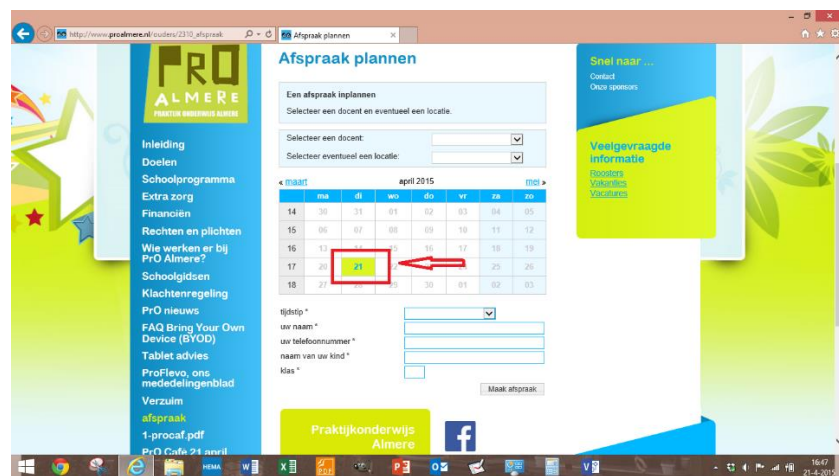 http://www.proalmere.nl/ouders/2310_afspraak
Afspraak plannen
PRO
ALMERE
PRAKTIJK ONDERWIJS ALMERE
Inleiding
Doelen
Schoolprogramma
Extra zorg
Financiën
Rechten en plichten
Wie werken er bij
PrO Almere?
Schoolgidsen
Klachtenregeling
PrO nieuws
FAQ Bring Your Own
Device (BYOD)
Tablet advies
ProFlevo, ons
mededelingenblad
Verzuim
afspraak
1-procaf.pdf
PrO Café 21 april
Afspraak plannen
Een afspraak inplannen
Selecteer een docent en eventueel een locatie.
Selecteer een docent:
Selecteer eventueel een locatie:
« maart april 2015 mei »
ma di wo do vr za zo
14 30 31 01 02 03 04 05
15 06 07 08 09 10 11 12
16 13 14 15 16 17 18 19
17 20 21 22 23 25 26
18 27 28 29 30 01 02 03
tijdstip *
uw naam *
uw telefoonnummer *
naam van uw kind *
klas *
Maak afspraak
Praktijkonderwijs
Almere
f
Snel naar ...
Contact
Onze sponsors
Veelgevraagde
informatie
Roosters
Vakanties
Vacatures
HEMA
16:47
21-4-2015